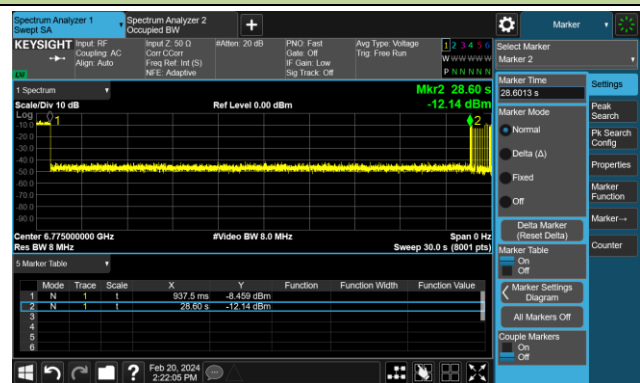 Spectrum Analyzer 1
Swept SA
Spectrum Analyzer 2
Occupied BW
Marker
KEYSIGHT
Input: RF
Coupling: AC
Align: Auto
Input Z: 50 Ω
Corr CCorr
Freq Ref: Int (S)
NFE: Adaptive
#Atten: 20 dB
PNO: Fast
Gate: Off
IF Gain: Low
Sig Track: Off
Avg Type: Voltage
Trig: Free Run
1 2 3 4 5 6
W W W W W W
P N N N N N
LW
Select Marker
Marker 2
1 Spectrum
Mkr2 28.60 s
-12.14 dBm
Scale/Div 10 dB
Ref Level 0.00 dBm
Log
-10.0
-20.0
-30.0
-40.0
-50.0
-60.0
-70.0
-80.0
-90.0
1
2
Center 6.775000000 GHz
Res BW 8 MHz
#Video BW 8.0 MHz
Span 0 Hz
Sweep 30.0 s (8001 pts)
5 Marker Table
Mode Trace Scale X Y Function Function Width Function Value
1 N 1 t 937.5 ms -8.459 dBm
2 N 1 t 28.60 s -12.14 dBm
3
4
5
6
Marker Time
28.6013 s
Marker Mode
Normal
Delta (Δ)
Fixed
Off
Delta Marker
(Reset Delta)
Marker Table
On
Off
Marker Settings
Diagram
All Markers Off
Couple Markers
On
Off
Settings
Peak
Search
Pk Search
Config
Properties
Marker
Function
Marker→
Counter
Feb 20, 2024
2:22:05 PM